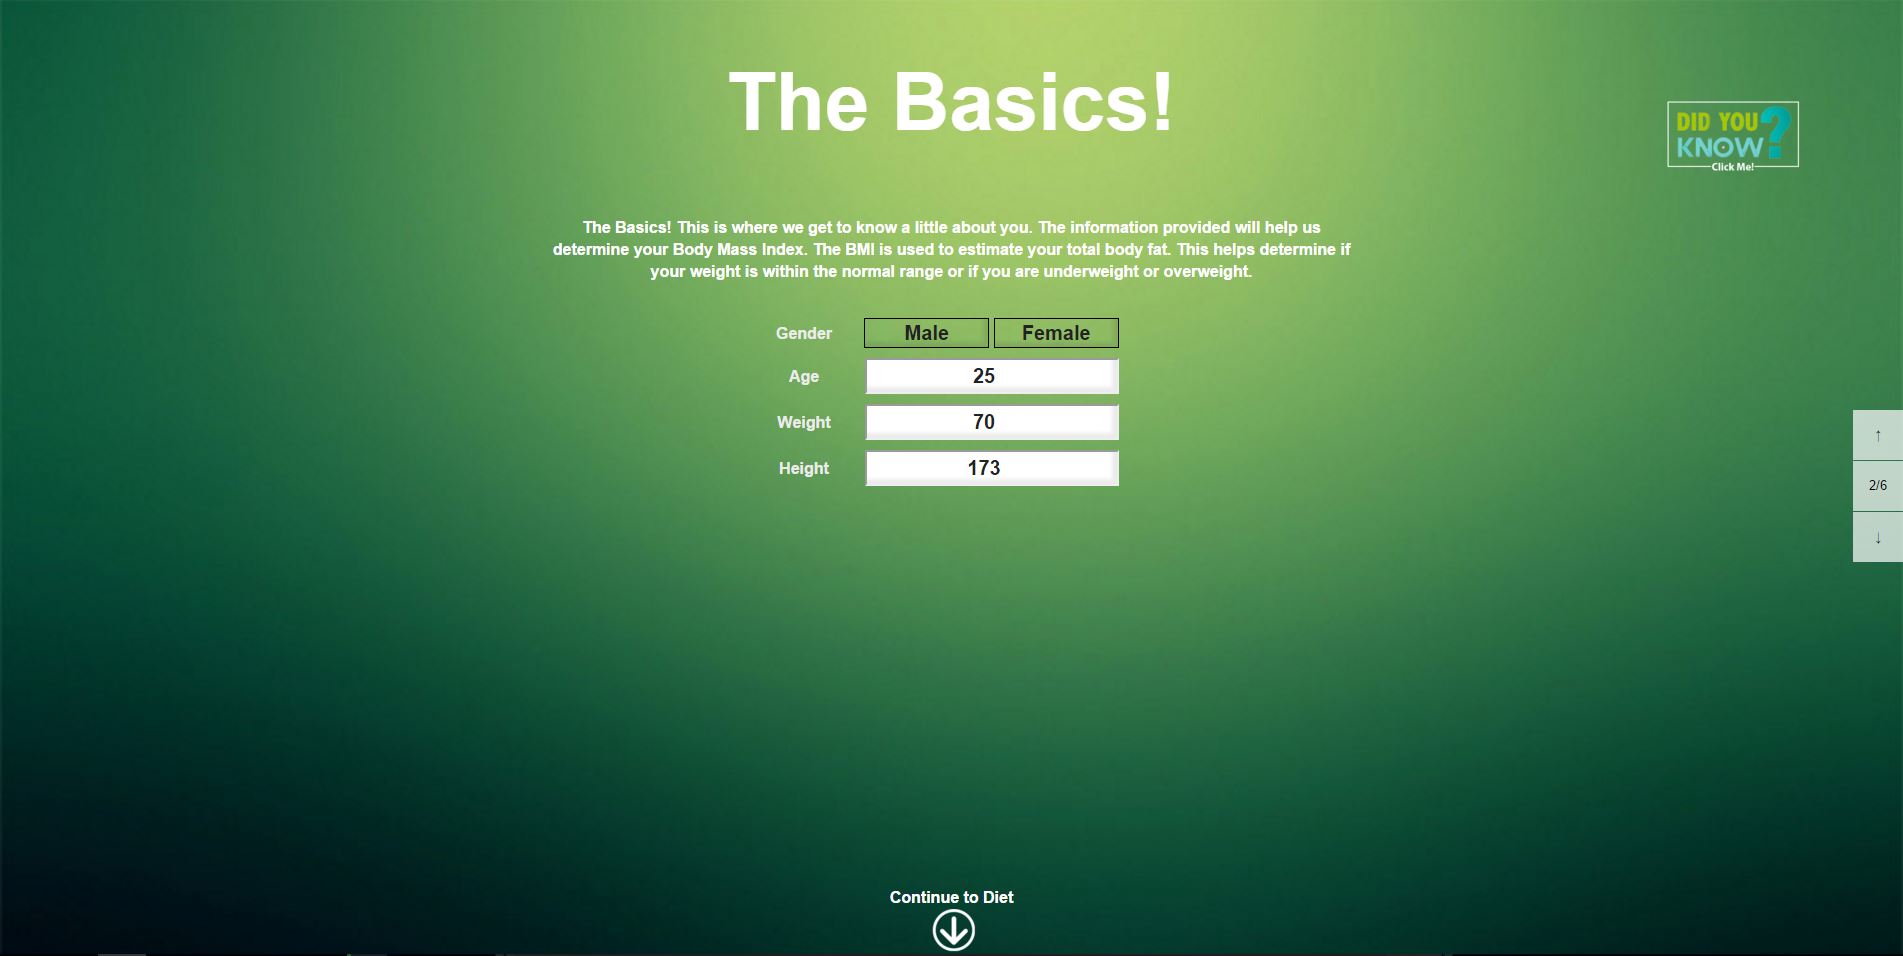 The Basics!
DID YOU
KNOW?
Click Me!
The Basics! This is where we get to know a little about you. The information provided will help us
determine your Body Mass Index. The BMI is used to estimate your total body fat. This helps determine if
your weight is within the normal range or if you are underweight or overweight.
Gender Male Female
Age 25
Weight 70
Height 173
↑
2/6
↓
Continue to Diet